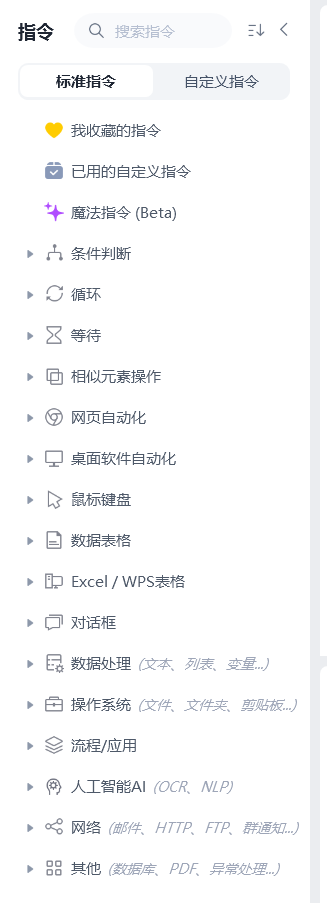 指令 搜索指令
标准指令 自定义指令
我收藏的指令
已用的自定义指令
魔法指令 (Beta)
条件判断
循环
等待
相似元素操作
网页自动化
桌面软件自动化
鼠标键盘
数据表格
Excel / WPS表格
对话框
数据处理 (文本、列表、变量...)
操作系统 (文件、文件夹、剪贴板...)
流程/应用
人工智能AI (OCR、NLP)
网络 (邮件、HTTP、FTP、群通知...)
其他 (数据库、PDF、异常处理...)